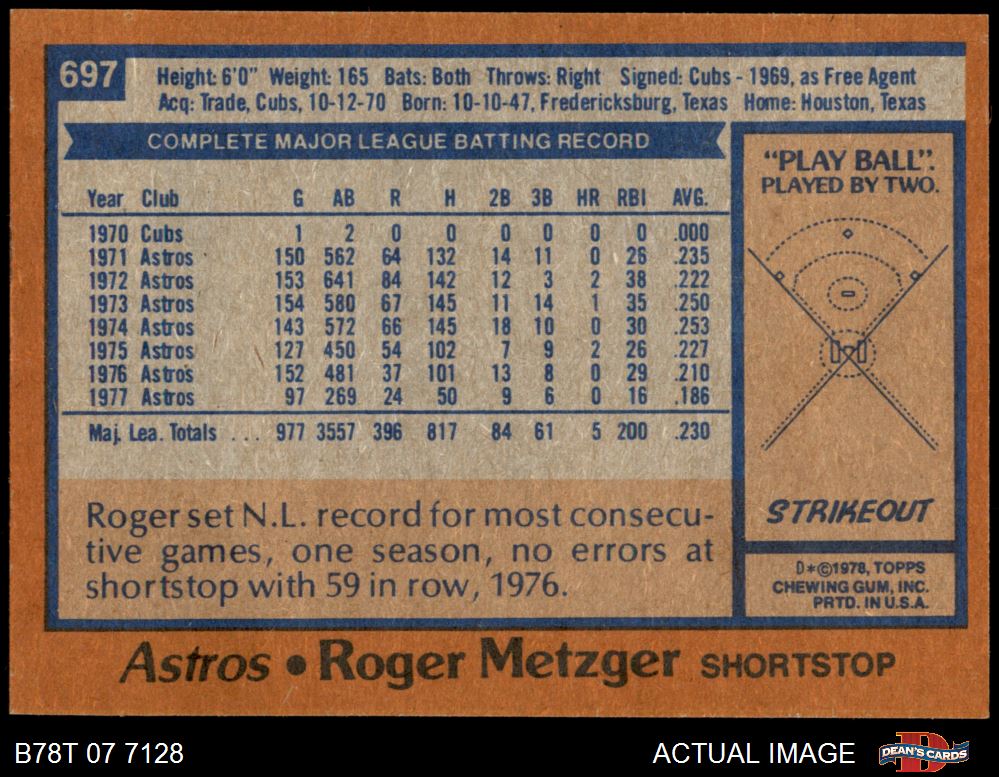 697
Height: 6'0" Weight: 165 Bats: Both Throws: Right Signed: Cubs - 1969, as Free Agent
Acq: Trade, Cubs, 10-12-70 Born: 10-10-47, Fredericksburg, Texas Home: Houston, Texas
COMPLETE MAJOR LEAGUE BATTING RECORD
Year Club G AB R H 2B 3B HR RBI AVG.
1970 Cubs 1 2 0 0 0 0 0 0 .000
1971 Astros 150 562 64 132 14 11 0 26 .235
1972 Astros 153 641 84 142 12 3 2 38 .222
1973 Astros 154 580 67 145 11 14 1 35 .250
1974 Astros 143 572 66 145 18 10 0 30 .253
1975 Astros 127 450 54 102 7 9 2 26 .227
1976 Astros 152 481 37 101 13 8 0 29 .210
1977 Astros 97 269 24 50 9 6 0 16 .186
Maj. Lea. Totals ... 977 3557 396 817 84 61 5 200 .230
Roger set N.L. record for most consecu-
tive games, one season, no errors at
shortstop with 59 in row, 1976.
"PLAY BALL".
PLAYED BY TWO.
STRIKEOUT
D*©1978, TOPPS
CHEWING GUM, INC.
PRTD. IN U.S.A.
Astros • Roger Metzger SHORTSTOP
B78T 07 7128
ACTUAL IMAGE
D
DEAN'S CARDS